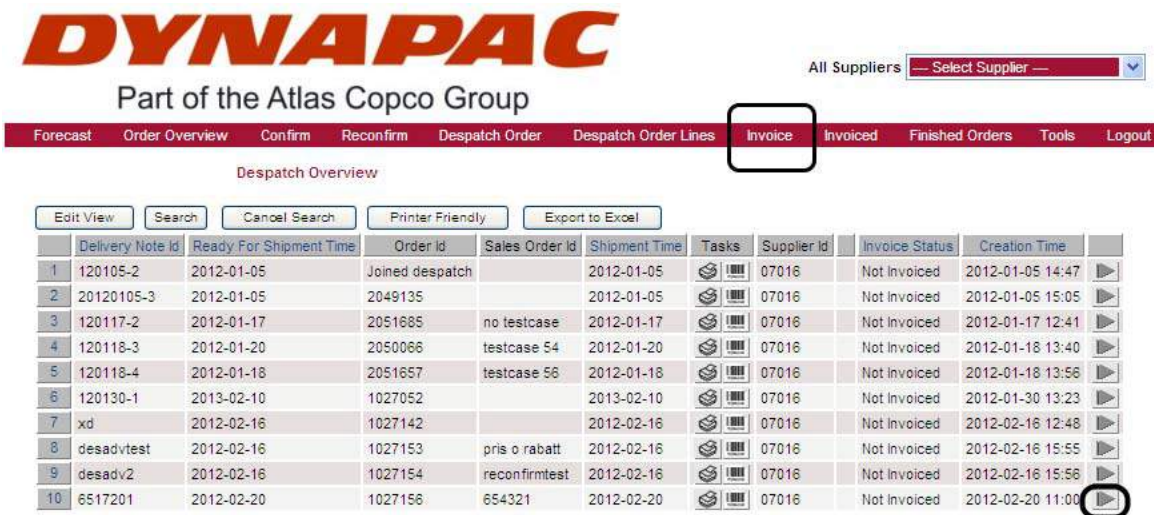 DYNAPAC
Part of the Atlas Copco Group
All Suppliers --- Select Supplier ---
Forecast Order Overview Confirm Reconfirm Despatch Order Despatch Order Lines Invoice Invoiced Finished Orders Tools Logout
Despatch Overview
Edit View Search Cancel Search Printer Friendly Export to Excel
Delivery Note Id Ready For Shipment Time Order Id Sales Order Id Shipment Time Tasks Supplier Id Invoice Status Creation Time
1 120105-2 2012-01-05 Joined despatch 2012-01-05 07016 Not Invoiced 2012-01-05 14:47
2 20120105-3 2012-01-05 2049135 2012-01-05 07016 Not Invoiced 2012-01-05 15:05
3 120117-2 2012-01-17 2051685 no testcase 2012-01-17 07016 Not Invoiced 2012-01-17 12:41
4 120118-3 2012-01-20 2050066 testcase 54 2012-01-20 07016 Not Invoiced 2012-01-18 13:40
5 120118-4 2012-01-18 2051657 testcase 56 2012-01-18 07016 Not Invoiced 2012-01-18 13:56
6 120130-1 2013-02-10 1027052 2013-02-10 07016 Not Invoiced 2012-01-30 13:23
7 xd 2012-02-16 1027142 2012-02-16 07016 Not Invoiced 2012-02-16 12:48
8 desadvtest 2012-02-16 1027153 pris o rabatt 2012-02-16 07016 Not Invoiced 2012-02-16 15:55
9 desadv2 2012-02-16 1027154 reconfirmtest 2012-02-16 07016 Not Invoiced 2012-02-16 15:56
10 6517201 2012-02-20 1027156 654321 2012-02-20 07016 Not Invoiced 2012-02-20 11:00